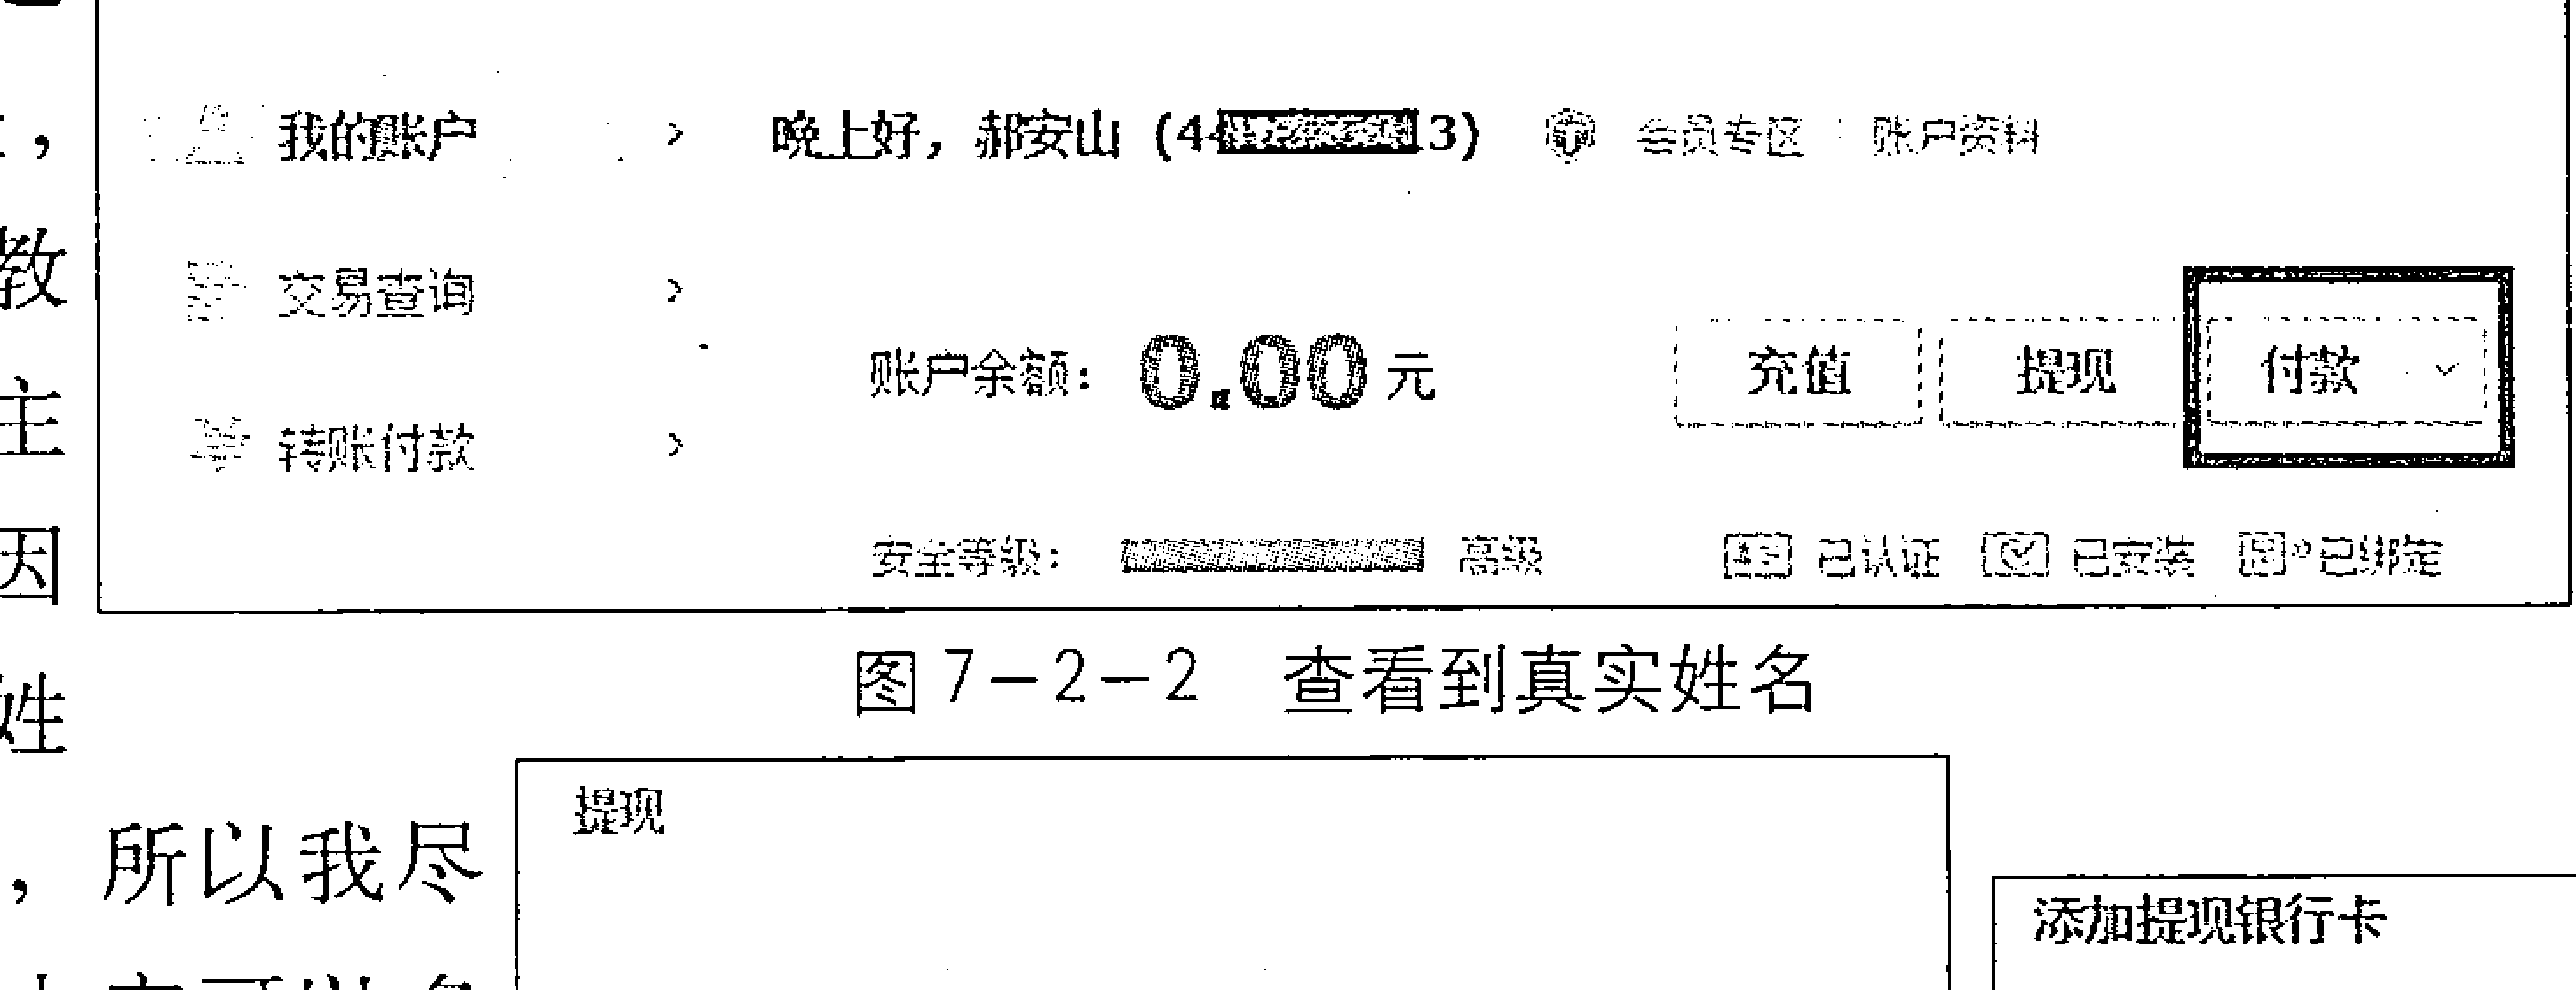 我的账户 > 晚上好，郝安山 (4 3) 会员专区 账户资料
交易查询 >
账户余额： 0.00 元 充值 提现 付款
转账付款 >
安全等级： 高级 已认证 已安装 已绑定
图 7-2-2 查看到真实姓名
，
教
主
因
姓
提现
，所以我尽
添加提现银行卡